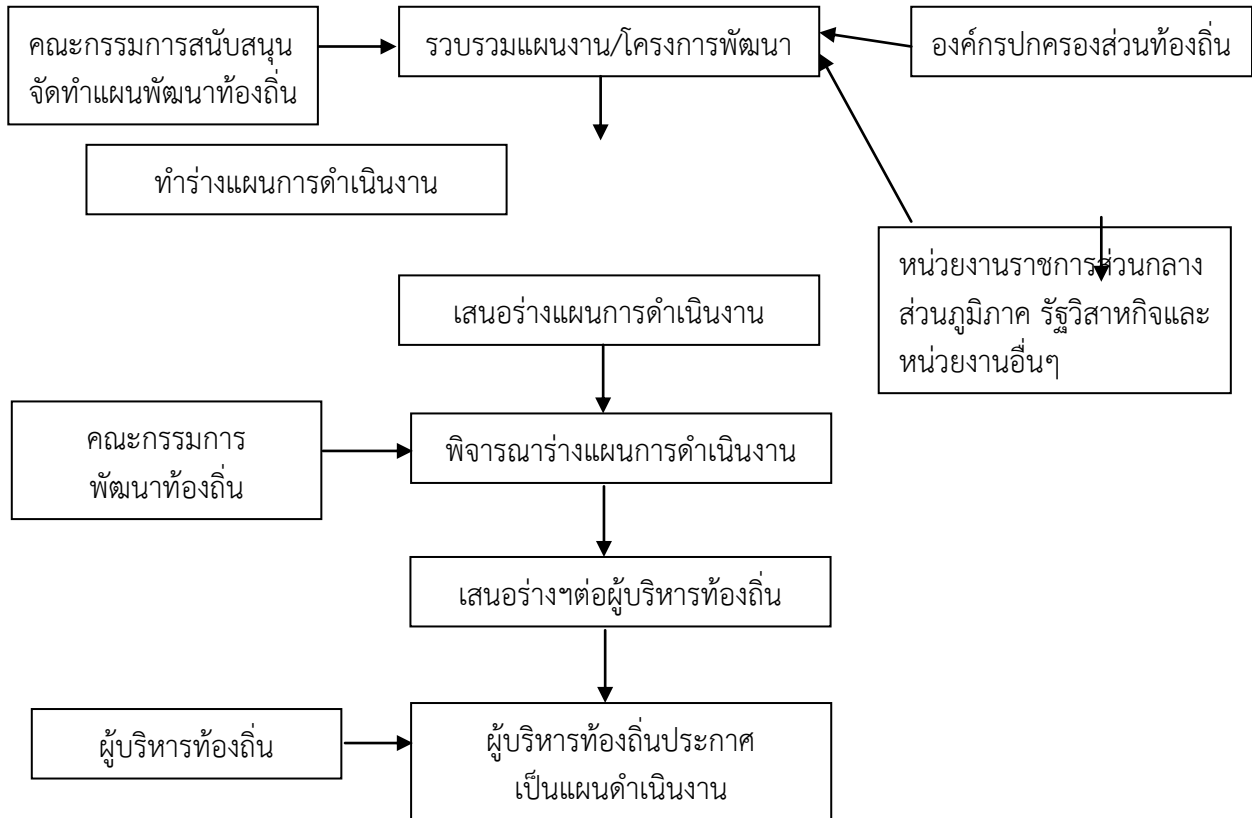 คณะกรรมการสนับสนุน
จัดทำแผนพัฒนาท้องถิ่น
รวบรวมแผนงาน/โครงการพัฒนา
องค์กรปกครองส่วนท้องถิ่น
ทำร่างแผนการดำเนินงาน
หน่วยงานราชการส่วนกลาง
ส่วนภูมิภาค รัฐวิสาหกิจและ
หน่วยงานอื่นๆ
เสนอร่างแผนการดำเนินงาน
คณะกรรมการ
พัฒนาท้องถิ่น
พิจารณาร่างแผนการดำเนินงาน
เสนอร่างฯต่อผู้บริหารท้องถิ่น
ผู้บริหารท้องถิ่น
ผู้บริหารท้องถิ่นประกาศ
เป็นแผนดำเนินงาน